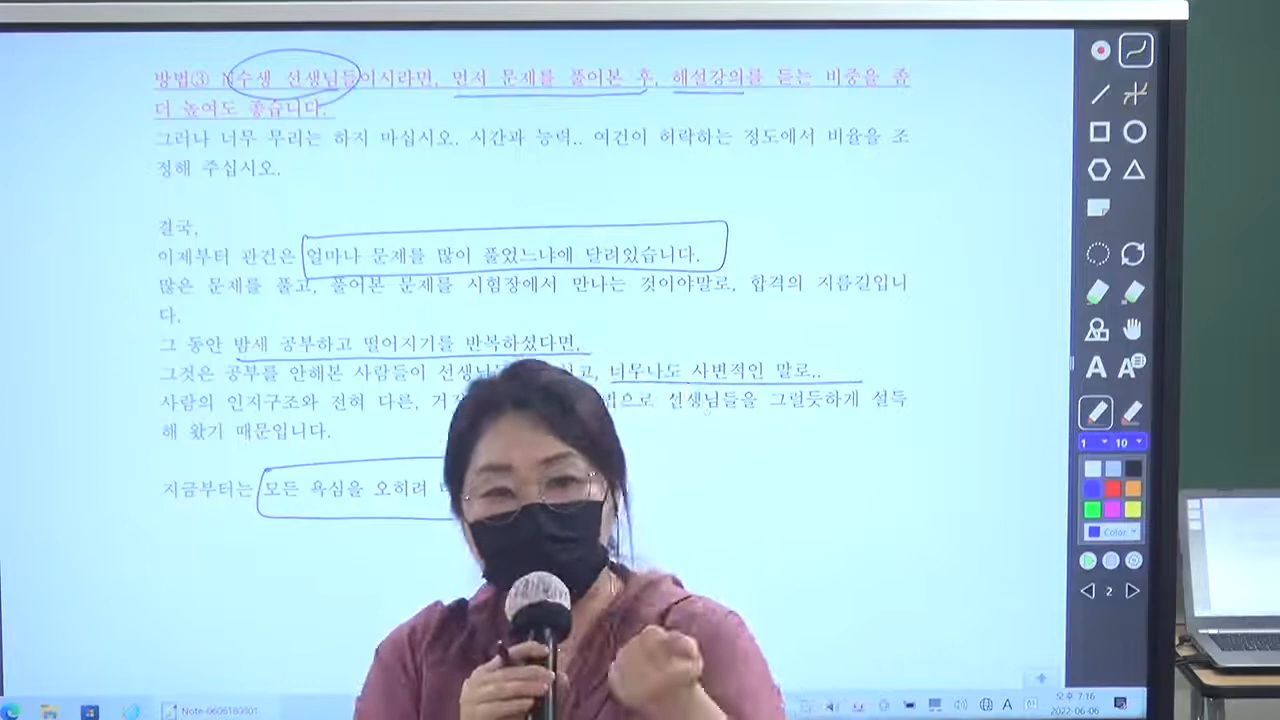 방법③ N수생 선생님들이시라면, 먼저 문제를 풀어본 후, 해설강의를 듣는 비중을 좀
더 높여도 좋습니다.
그러나 너무 무리는 하지 마십시오. 시간과 능력.. 여건이 허락하는 정도에서 비율을 조
정해 주십시오.
결국,
이제부터 관건은 얼마나 문제를 많이 풀었느냐에 달려있습니다.
많은 문제를 풀고, 풀어본 문제를 시험장에서 만나는 것이야말로, 합격의 지름길입니
다.
그 동안 밤새 공부하고 떨어지기를 반복하셨다면,
그것은 공부를 안해본 사람들이 너무나도 사변적인 말로..
사람의 인지구조와 전혀 다른, 선생님들을 그럴듯하게 설득
해 왔기 때문입니다.
지금부터는 모든 욕심을 오히려
A A
1 10
Color
2
Note-0606180801
A
오후 7:16
2022-06-06